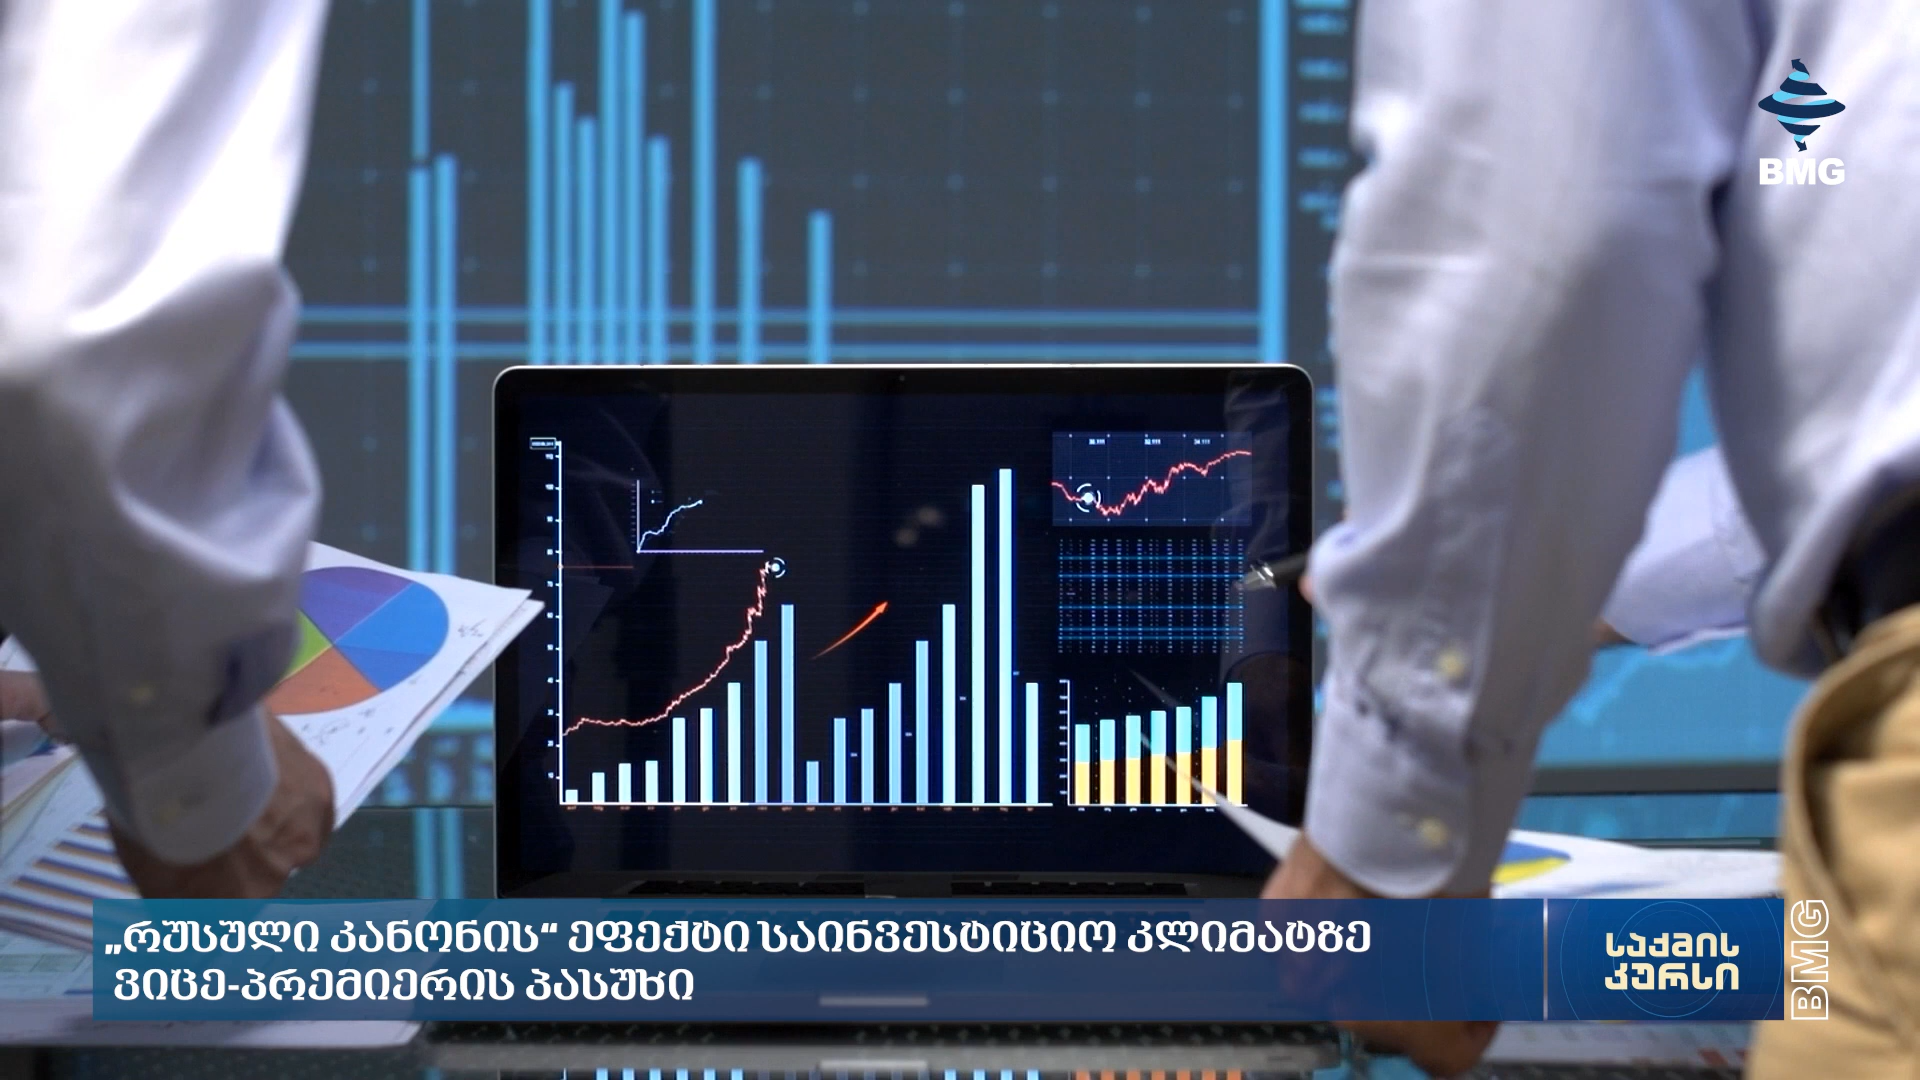 BMG
„რუსული კანონის“ ეფექტი საინვესტიციო კლიმატზე
ვიცე-პრემიერის პასუხი
საქმის
კურსი
BMG